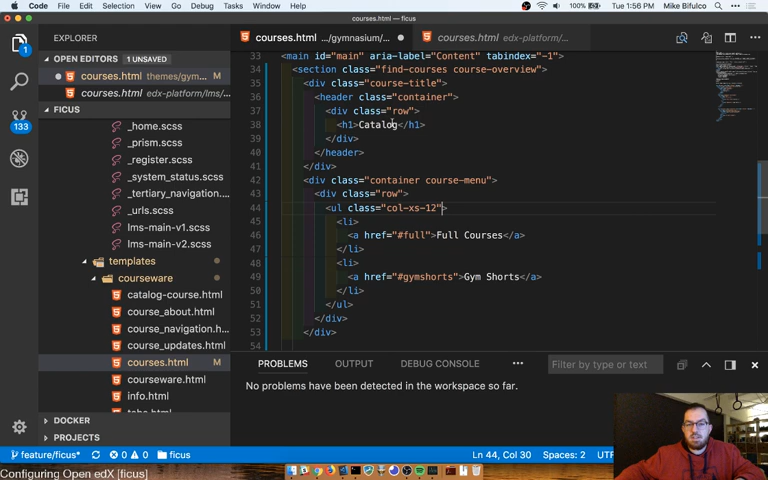 Code File Edit Selection View Go Debug Tasks Window Help 100% Tue 1:56 PM Mike Bifulco
courses.html — ficus
EXPLORER
courses.html .../gymnasium/...
courses.html edx-platform/lms/...
OPEN EDITORS 1 UNSAVED
courses.html themes/gym... M
courses.html edx-platform/lms/...
FICUS
_home.scss
_prism.scss
_register.scss
_system_status.scss
_tertiary_navigation....
_urls.scss
lms-main-v1.scss
lms-main-v2.scss
templates
courseware
catalog-course.html
course_about.html
course_navigation.h...
course_updates.html
courses.html M
courseware.html
info.html
DOCKER
PROJECTS
1
133
33 <main id="main" aria-label="Content" tabindex="-1">
34 <section class="find-courses course-overview">
35 <div class="course-title">
36 <header class="container">
37 <div class="row">
38 <h1>Catalog</h1>
39 </div>
40 </header>
41 </div>
42 <div class="container course-menu">
43 <div class="row">
44 <ul class="col-xs-12">
45 <li>
46 <a href="#full">Full Courses</a>
47 </li>
48 <li>
49 <a href="#gymshorts">Gym Shorts</a>
50 </li>
51 </ul>
52 </div>
53 </div>
54
PROBLEMS OUTPUT DEBUG CONSOLE ... Filter by type or text
No problems have been detected in the workspace so far.
feature/ficus* 0 0 ficus Ln 44, Col 30 Spaces: 2
Configuring Open edX [ficus]